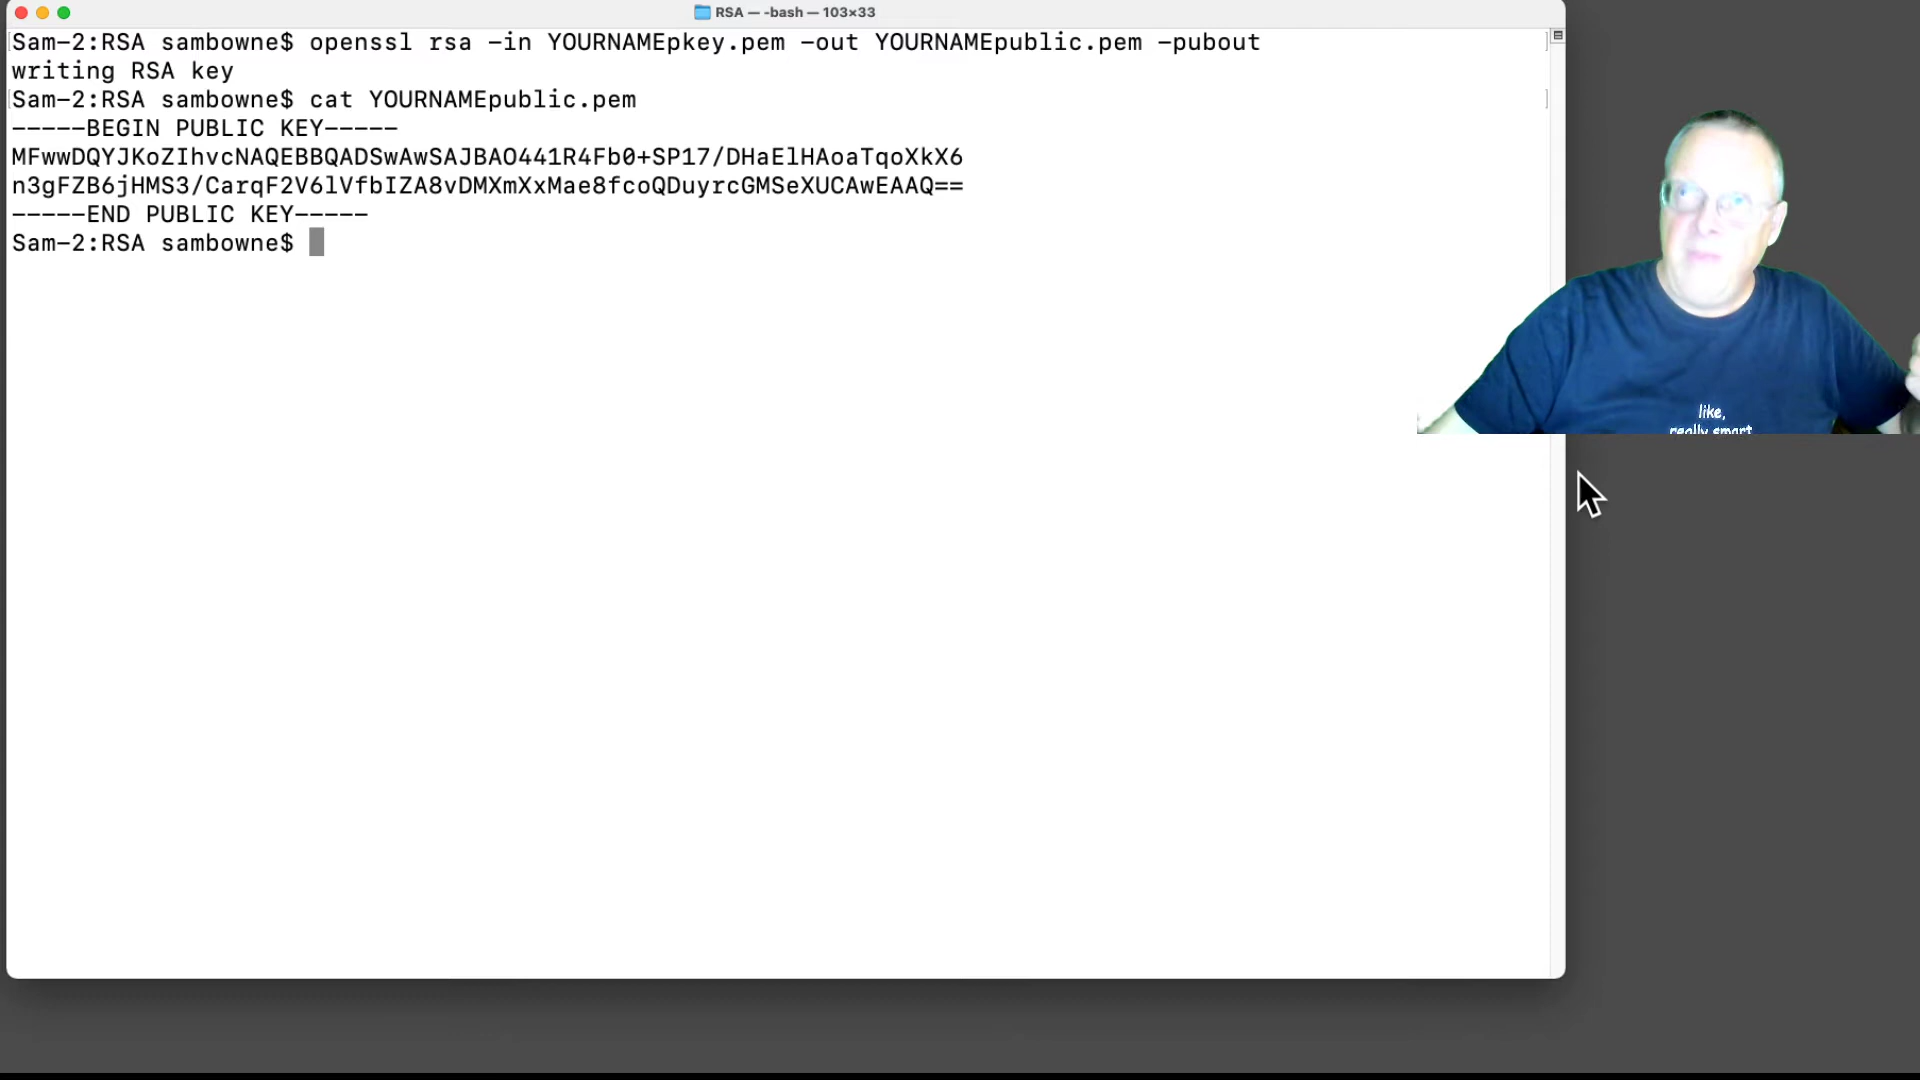 RSA — -bash — 103×33
Sam-2:RSA sambowne$ openssl rsa -in YOURNAMEpkey.pem -out YOURNAMEpublic.pem -pubout
writing RSA key
Sam-2:RSA sambowne$ cat YOURNAMEpublic.pem
-----BEGIN PUBLIC KEY-----
MFwwDQYJKoZIhvcNAQEBBQADSwAwSAJBAO441R4Fb0+SP17/DHaElHAoaTqoXkX6
n3gFZB6jHMS3/CarqF2V6lVfbIZA8vDMXmXxMae8fcoQDuyrcGMSeXUCAwEAAQ==
-----END PUBLIC KEY-----
Sam-2:RSA sambowne$
like,
really smart